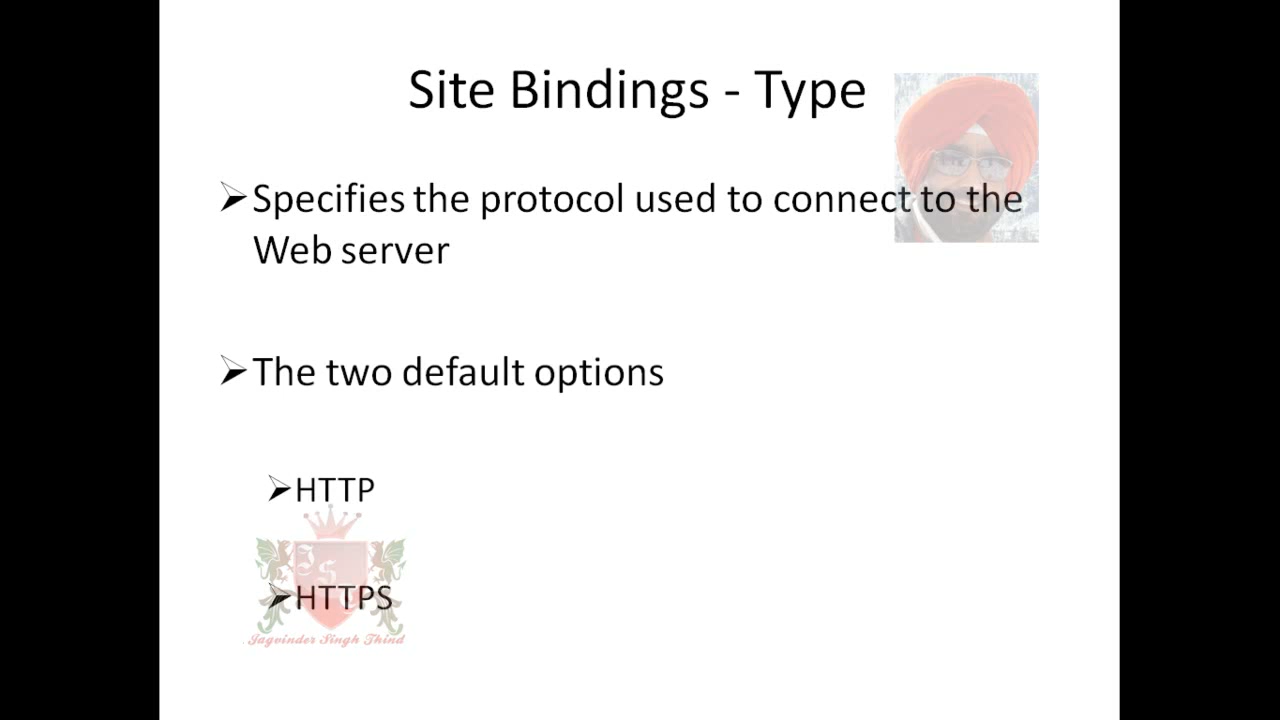 Site Bindings - Type
➢Specifies the protocol used to connect to the
Web server
➢The two default options
➢HTTP
➢HTTPS
J S T
Jagvinder Singh Thind